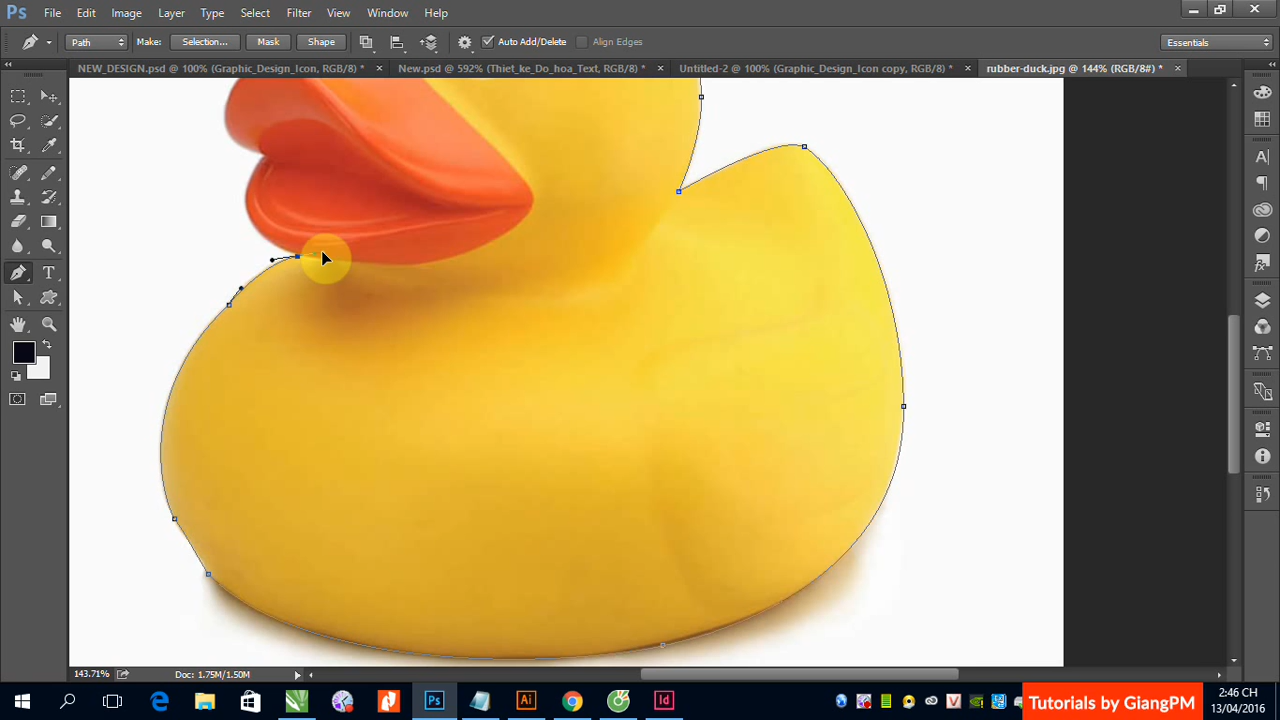 Ps File Edit Image Layer Type Select Filter View Window Help
Path Make: Selection... Mask Shape Auto Add/Delete Align Edges Essentials
NEW_DESIGN.psd @ 100% (Graphic_Design_Icon, RGB/8) * × New.psd @ 592% (Thiet_ke_Do_hoa_Text, RGB/8) * × Untitled-2 @ 100% (Graphic_Design_Icon copy, RGB/8) * × rubber-duck.jpg @ 144% (RGB/8#) * ×
143.71% Doc: 1.75M/1.50M
Ps Ai Id
2:46 CH
Tutorials by GiangPM
13/04/2016